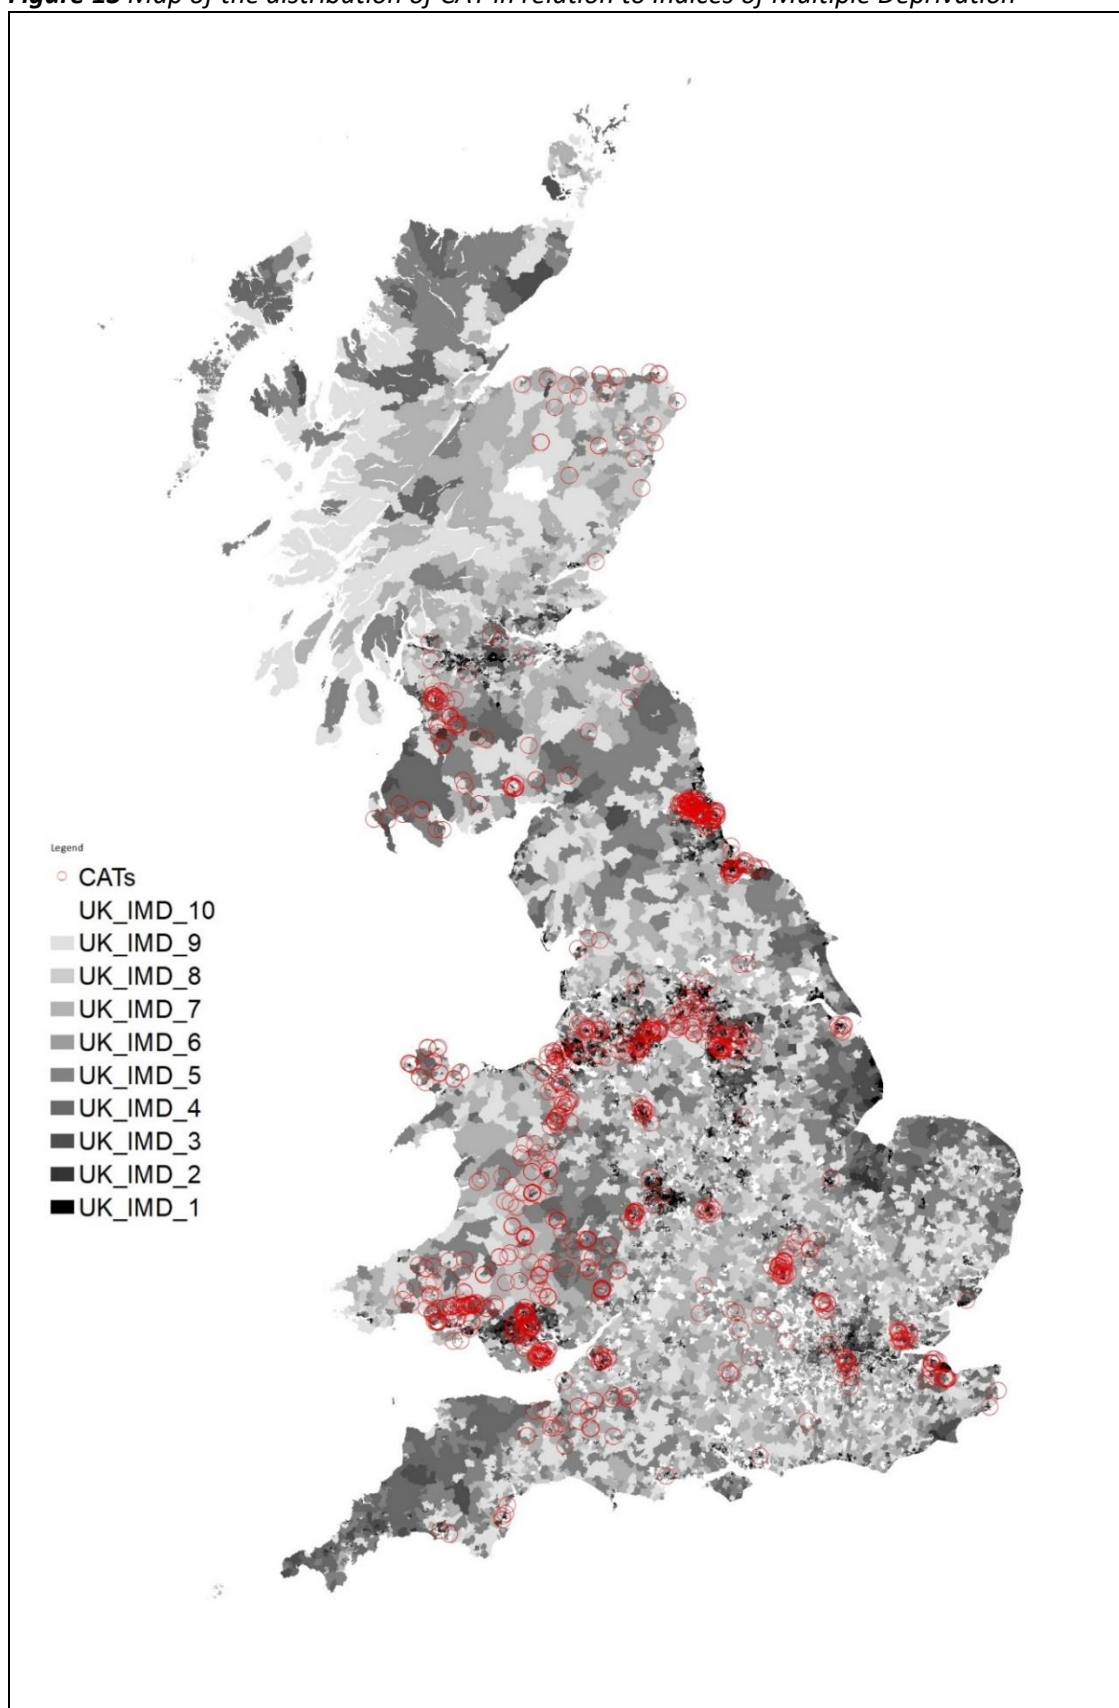 Figure 13 Map of the distribution of CAT in relation to Indices of Multiple Deprivation
Legend
CATs
UK_IMD_10
UK_IMD_9
UK_IMD_8
UK_IMD_7
UK_IMD_6
UK_IMD_5
UK_IMD_4
UK_IMD_3
UK_IMD_2
UK_IMD_1